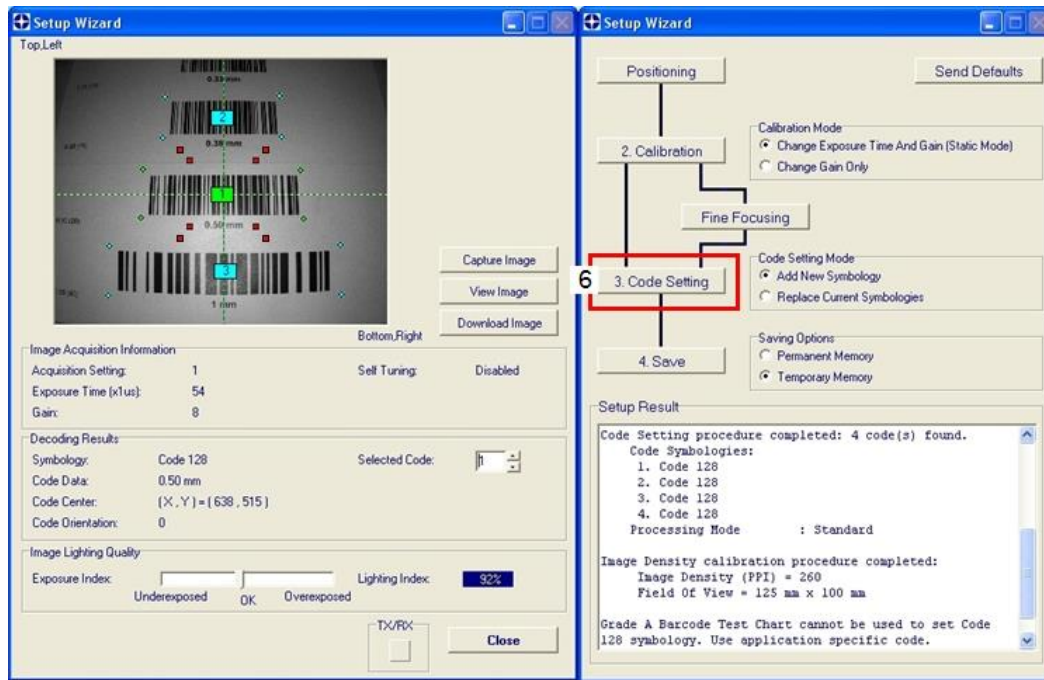 Setup Wizard
Top,Left
0.33 mm
2
0.38 mm
1
0.50 mm
3
1 mm
Capture Image
View Image
Download Image
Bottom,Right
Image Acquisition Information
Acquisition Setting: 1 Self Tuning: Disabled
Exposure Time (x1us): 54
Gain: 8
Decoding Results
Symbology: Code 128 Selected Code: 1
Code Data: 0.50 mm
Code Center: (X,Y)=(638,515)
Code Orientation: 0
Image Lighting Quality
Exposure Index: Lighting Index: 92%
Underexposed OK Overexposed
TX/RX
Close
Setup Wizard
Positioning Send Defaults
Calibration Mode
2. Calibration
Change Exposure Time And Gain (Static Mode)
Change Gain Only
Fine Focusing
Code Setting Mode
6 3. Code Setting
Add New Symbology
Replace Current Symbologies
Saving Options
4. Save
Permanent Memory
Temporary Memory
Setup Result
Code Setting procedure completed: 4 code(s) found.
Code Symbologies:
1. Code 128
2. Code 128
3. Code 128
4. Code 128
Processing Mode : Standard
Image Density calibration procedure completed:
Image Density (PPI) = 260
Field Of View = 125 mm x 100 mm
Grade A Barcode Test Chart cannot be used to set Code
128 symbology. Use application specific code.